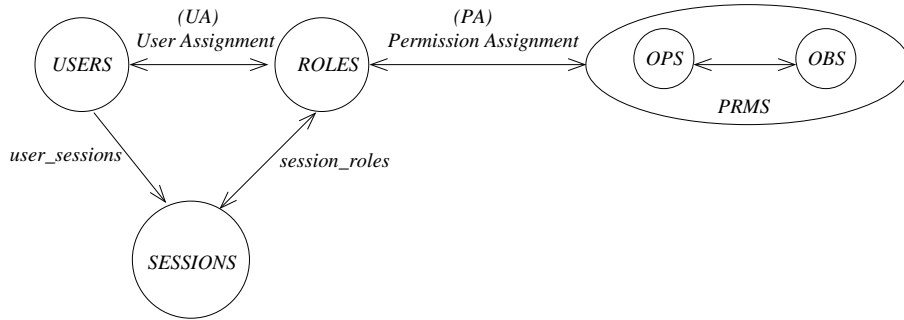 (UA)
User Assignment
(PA)
Permission Assignment
USERS
ROLES
OPS
OBS
PRMS
user_sessions
session_roles
SESSIONS